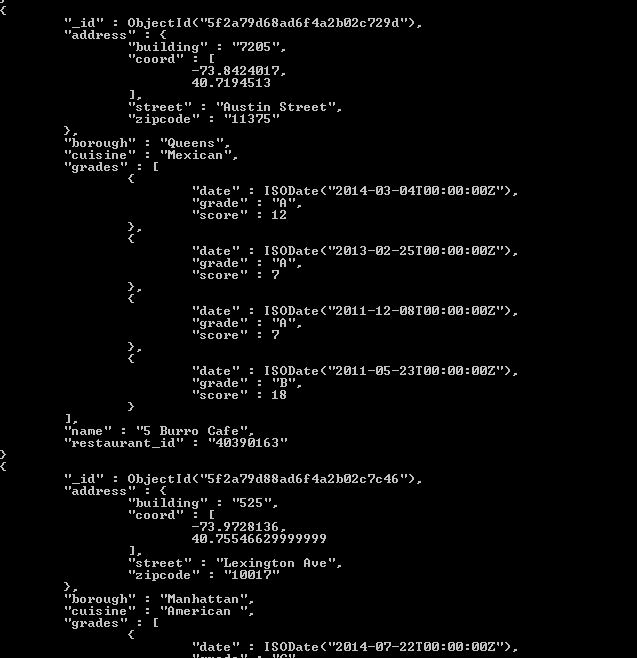 }
{
"_id" : ObjectId("5f2a79d68ad6f4a2b02c729d"),
"address" : {
"building" : "7205",
"coord" : [
-73.8424017,
40.7194513
],
"street" : "Austin Street",
"zipcode" : "11375"
},
"borough" : "Queens",
"cuisine" : "Mexican",
"grades" : [
{
"date" : ISODate("2014-03-04T00:00:00Z"),
"grade" : "A",
"score" : 12
},
{
"date" : ISODate("2013-02-25T00:00:00Z"),
"grade" : "A",
"score" : 7
},
{
"date" : ISODate("2011-12-08T00:00:00Z"),
"grade" : "A",
"score" : 7
},
{
"date" : ISODate("2011-05-23T00:00:00Z"),
"grade" : "B",
"score" : 18
}
],
"name" : "5 Burro Cafe",
"restaurant_id" : "40390163"
}
{
"_id" : ObjectId("5f2a79d88ad6f4a2b02c7c46"),
"address" : {
"building" : "525",
"coord" : [
-73.9728136,
40.75546629999999
],
"street" : "Lexington Ave",
"zipcode" : "10017"
},
"borough" : "Manhattan",
"cuisine" : "American ",
"grades" : [
{
"date" : ISODate("2014-07-22T00:00:00Z"),